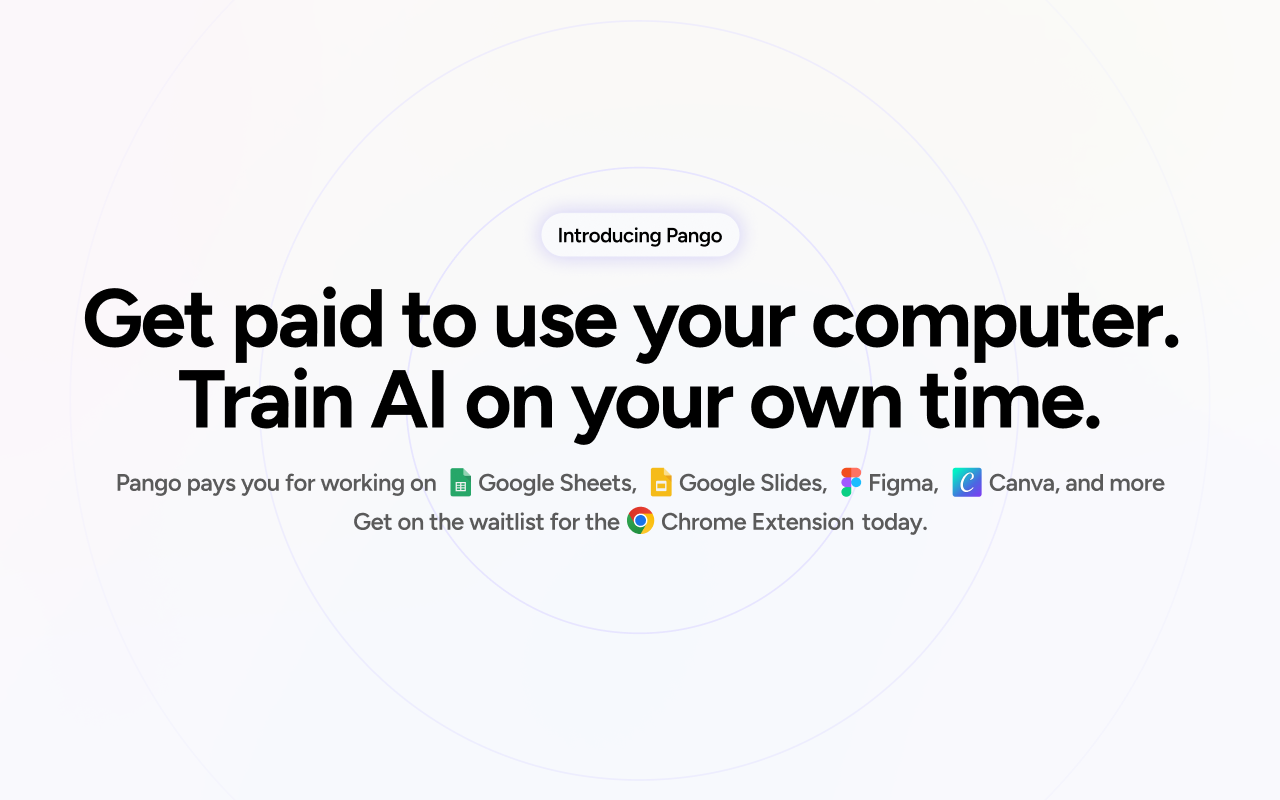 Introducing Pango
Get paid to use your computer.
Train AI on your own time.
Pango pays you for working on Google Sheets, Google Slides, Figma, Canva, and more
Get on the waitlist for the Chrome Extension today.